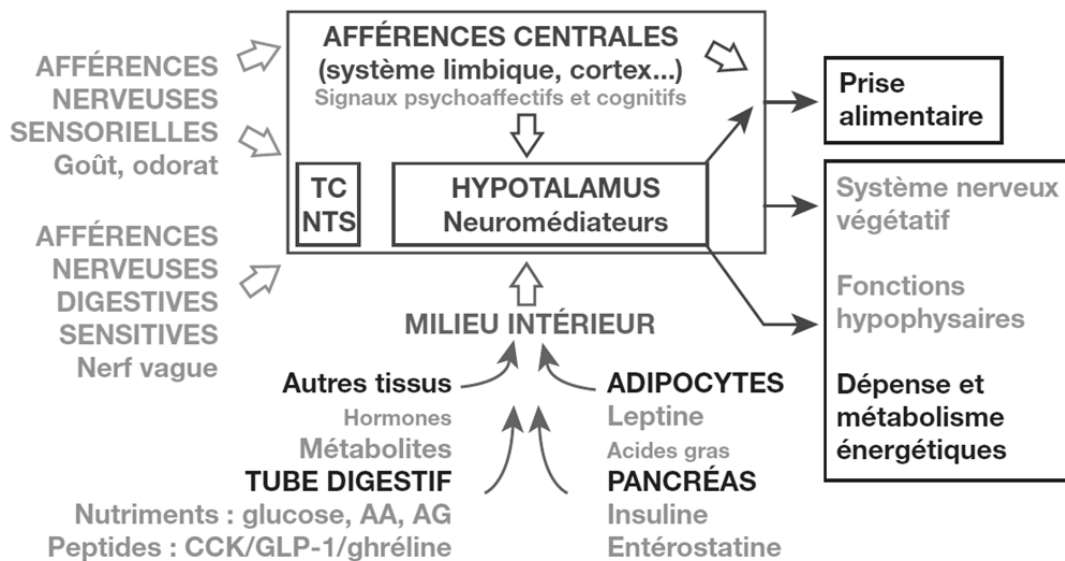 AFFÉRENCES
NERVEUSES
SENSORIELLES
Goût, odorat
AFFÉRENCES
NERVEUSES
DIGESTIVES
SENSITIVES
Nerf vague
AFFÉRENCES CENTRALES
(système limbique, cortex...)
Signaux psychoaffectifs et cognitifs
TC
NTS
HYPOTALAMUS
Neuromédiateurs
MILIEU INTÉRIEUR
Autres tissus
Hormones
Métabolites
TUBE DIGESTIF
Nutriments : glucose, AA, AG
Peptides : CCK/GLP-1/ghréline
ADIPOCYTES
Leptine
Acides gras
PANCRÉAS
Insuline
Entérostatine
Prise
alimentaire
Système nerveux
végétatif
Fonctions
hypophysaires
Dépense et
métabolisme
énergétiques